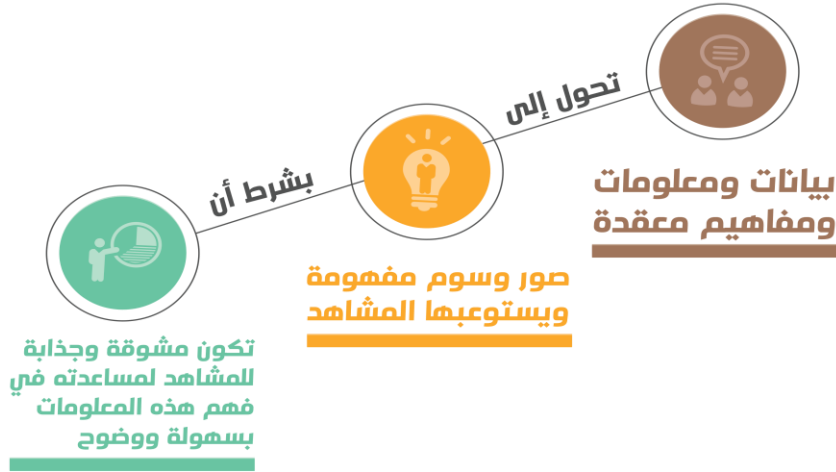 بيانات ومعلومات
ومفاهيم معقدة
تحول إلى
صور وسوم مفهومة
ويستوعبها المشاهد
بشرط أن
تكون مشوقة وجذابة
للمشاهد لمساعدته في
فهم هذه المعلومات
بسهولة ووضوح